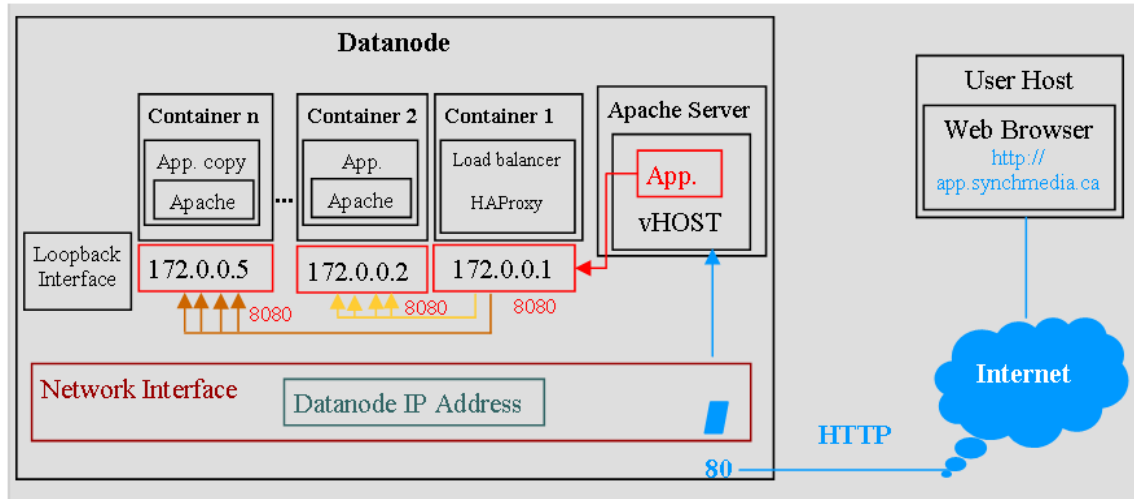 Datanode
Container n
App. copy
Apache
...
Container 2
App.
Apache
Container 1
Load balancer
HAProxy
Apache Server
App.
vHOST
User Host
Web Browser
http://
app.synchmedia.ca
Loopback
Interface
172.0.0.5
172.0.0.2
172.0.0.1
8080
8080
8080
Network Interface
Datanode IP Address
Internet
HTTP
80